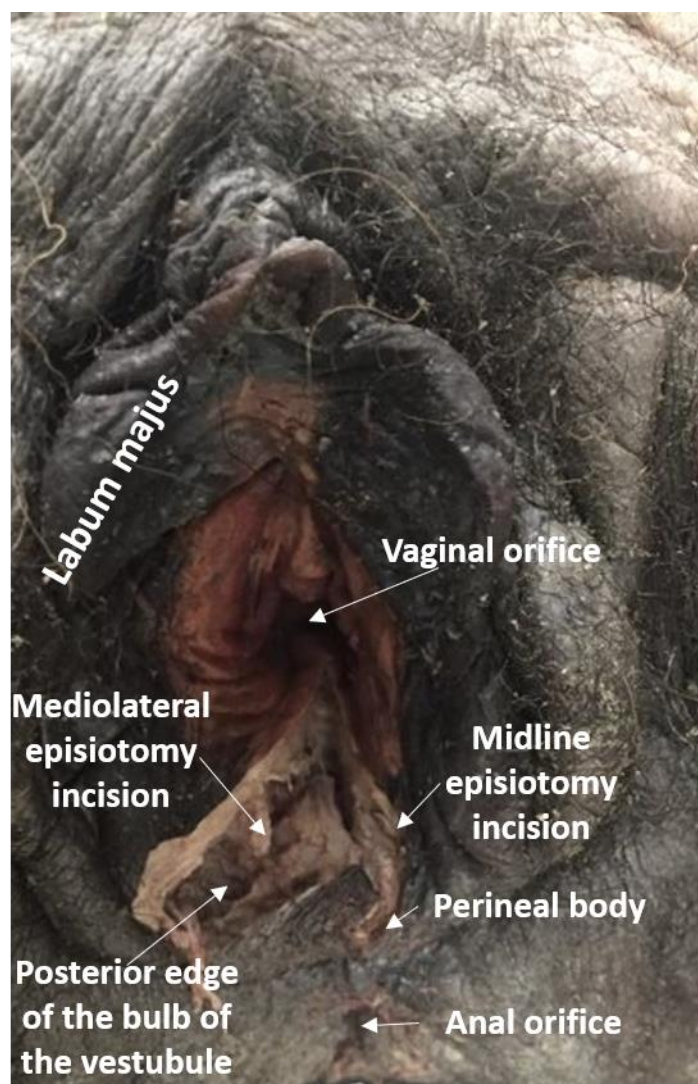 Labum majus
Vaginal orifice
Mediolateral
episiotomy
incision
Midline
episiotomy
incision
Perineal body
Posterior edge
of the bulb of
the vestubule
Anal orifice